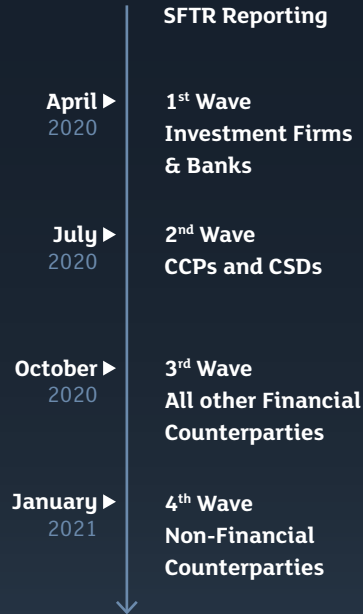 SFTR Reporting
April
2020
1st Wave
Investment Firms
& Banks
July
2020
2nd Wave
CCPs and CSDs
October
2020
3rd Wave
All other Financial
Counterparties
January
2021
4th Wave
Non-Financial
Counterparties